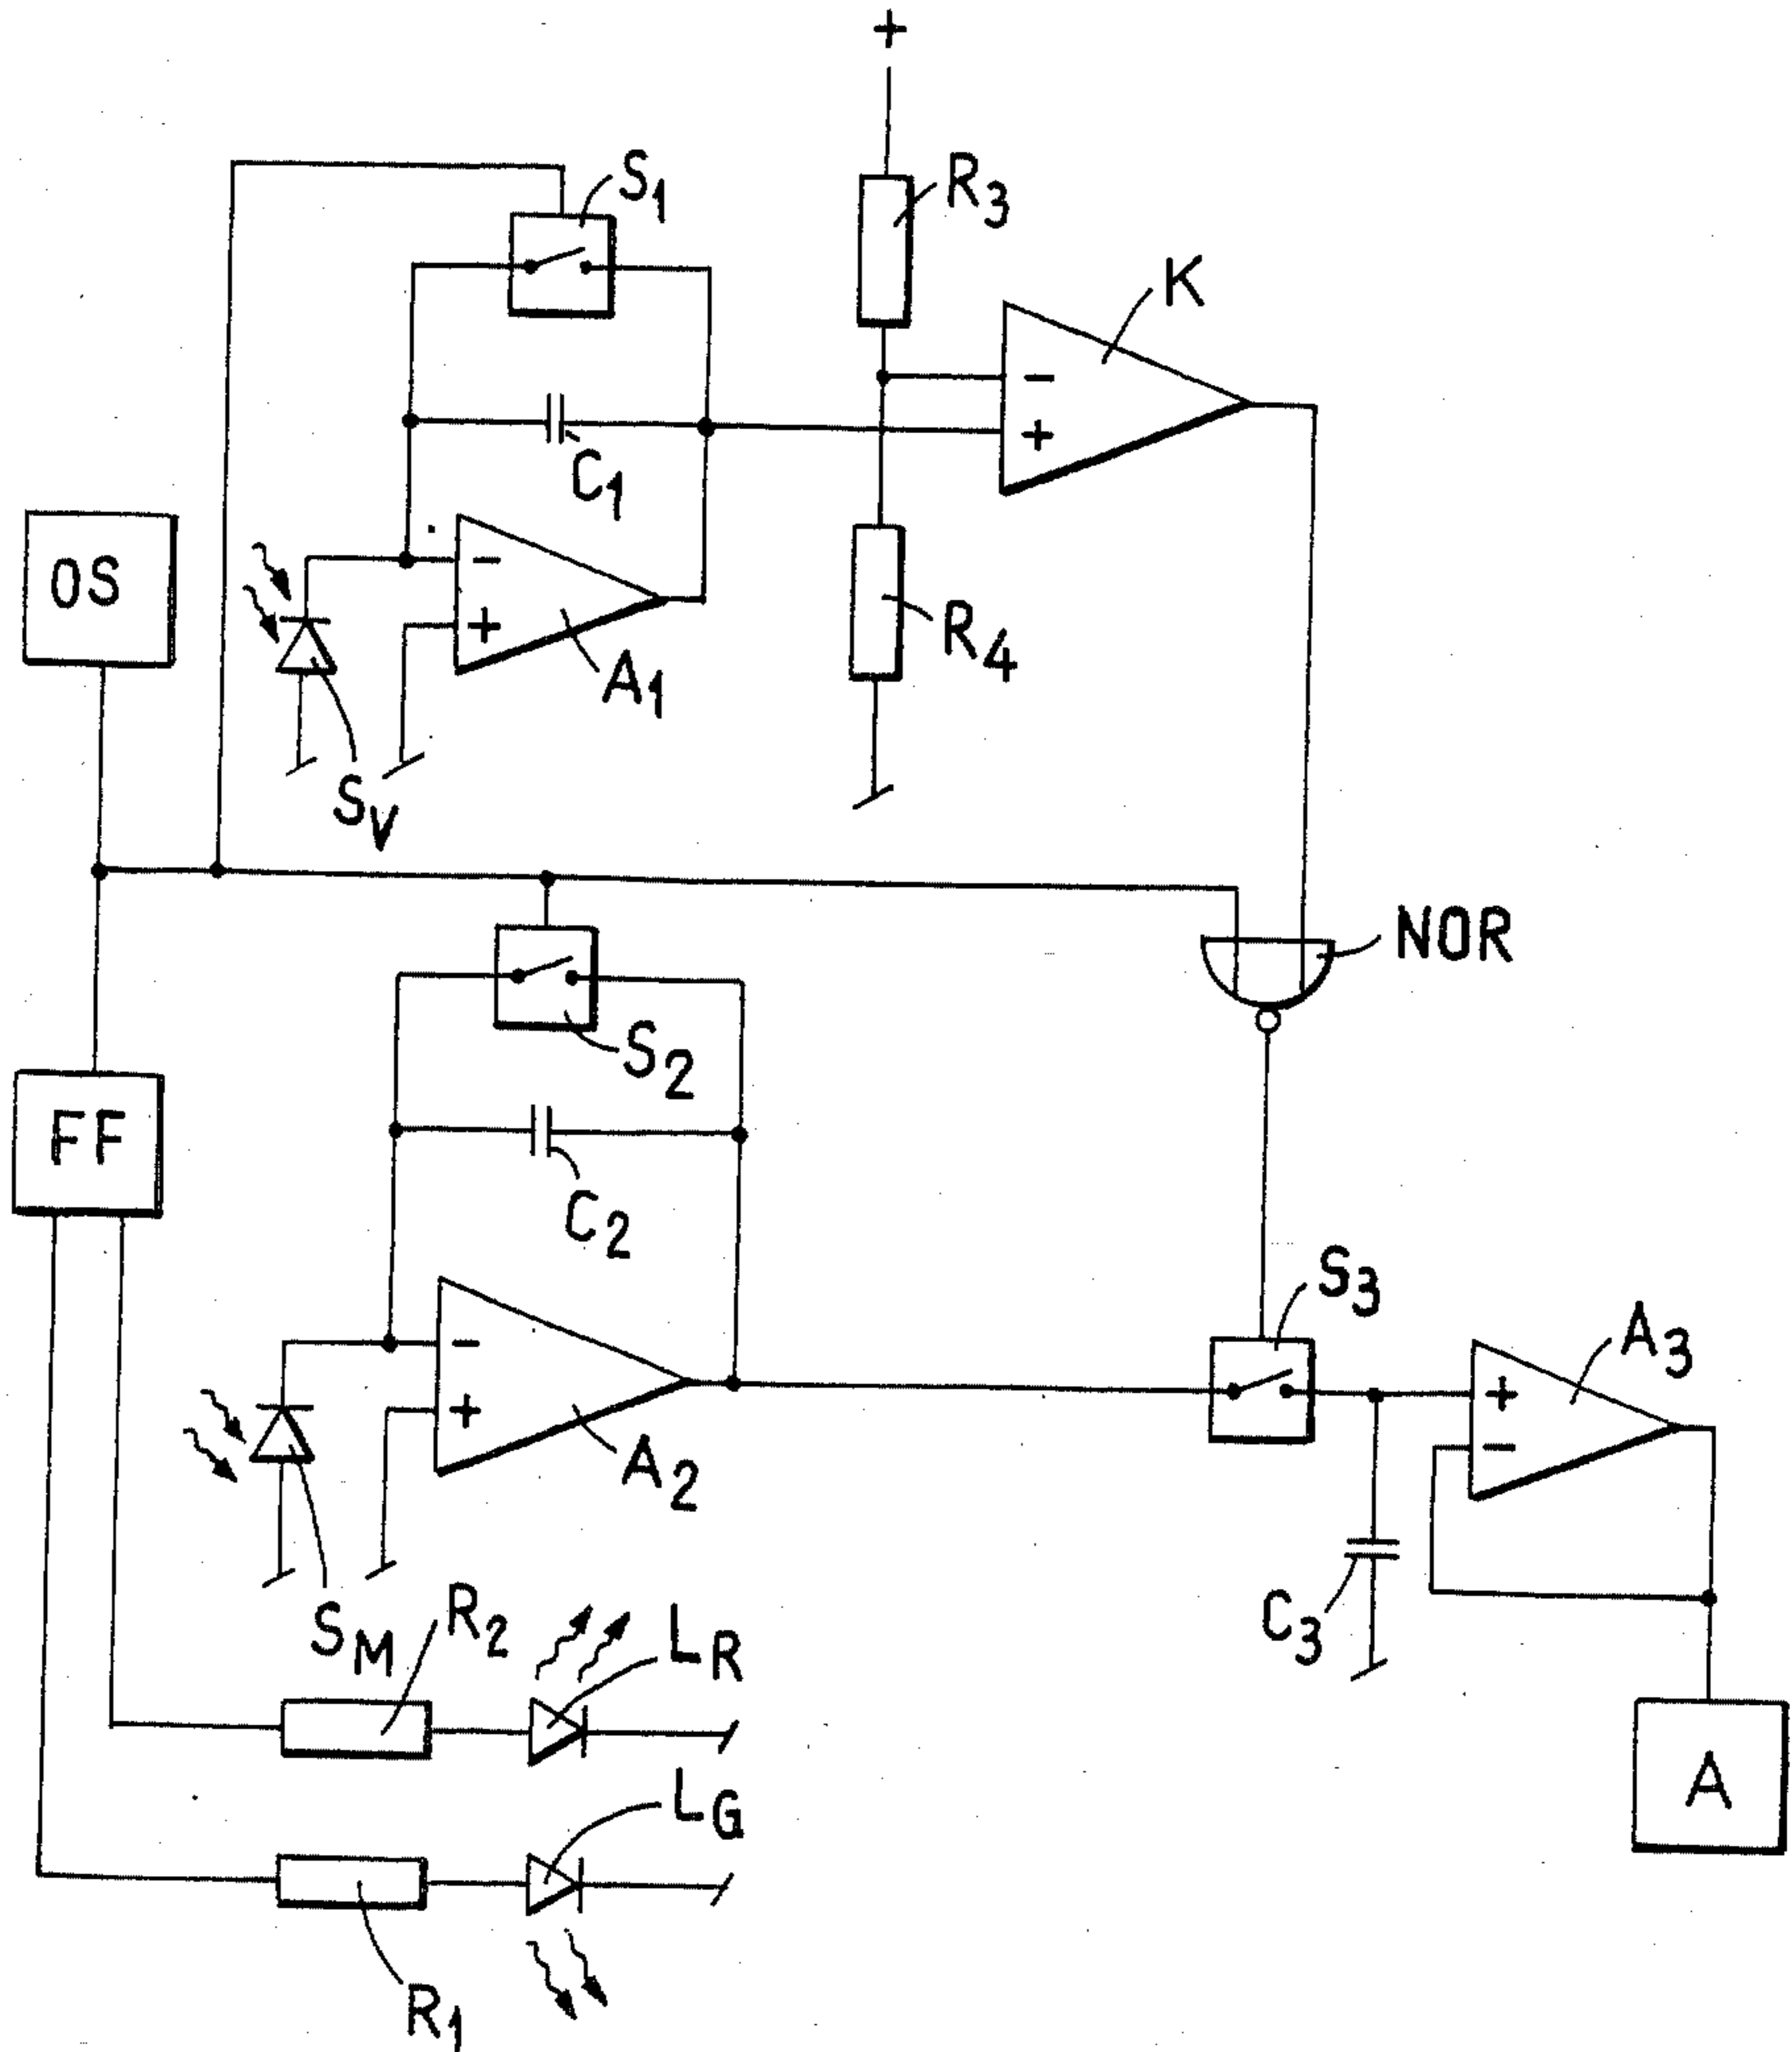 +
S1
R3
K
-
+
C1
OS
-
+
A1
R4
SV
NOR
S2
FF
C2
S3
A3
-
+
A2
+
-
SM
R2
LR
C3
A
LG
R1